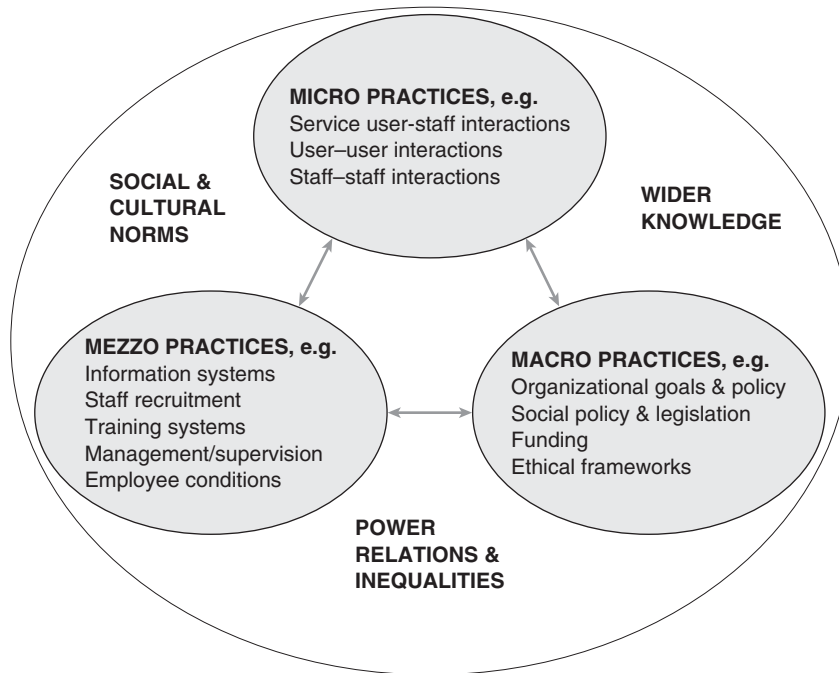 MICRO PRACTICES, e.g.
Service user-staff interactions
User–user interactions
Staff–staff interactions
SOCIAL &
CULTURAL
NORMS
WIDER
KNOWLEDGE
MEZZO PRACTICES, e.g.
Information systems
Staff recruitment
Training systems
Management/supervision
Employee conditions
MACRO PRACTICES, e.g.
Organizational goals & policy
Social policy & legislation
Funding
Ethical frameworks
POWER
RELATIONS &
INEQUALITIES